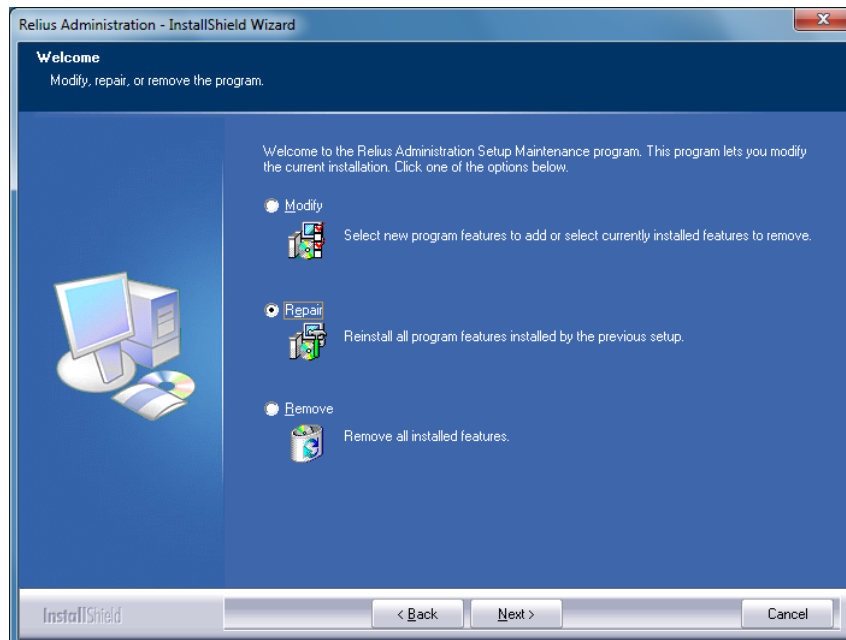 Relius Administration - InstallShield Wizard
Welcome
Modify, repair, or remove the program.
Welcome to the Relius Administration Setup Maintenance program. This program lets you modify
the current installation. Click one of the options below.
Modify
Select new program features to add or select currently installed features to remove.
Repair
Reinstall all program features installed by the previous setup.
Remove
Remove all installed features.
InstallShield
< Back
Next >
Cancel